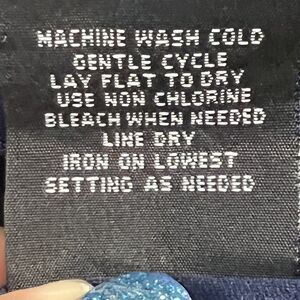 MACHINE WASH COLD
GENTLE CYCLE
LAY FLAT TO DRY
USE NON CHLORINE
BLEACH WHEN NEEDED
LINE DRY
IRON ON LOWEST
SETTING AS NEEDED